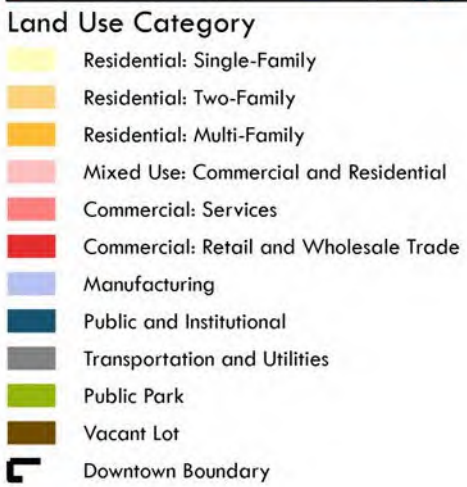 Land Use Category
Residential: Single-Family
Residential: Two-Family
Residential: Multi-Family
Mixed Use: Commercial and Residential
Commercial: Services
Commercial: Retail and Wholesale Trade
Manufacturing
Public and Institutional
Transportation and Utilities
Public Park
Vacant Lot
Downtown Boundary